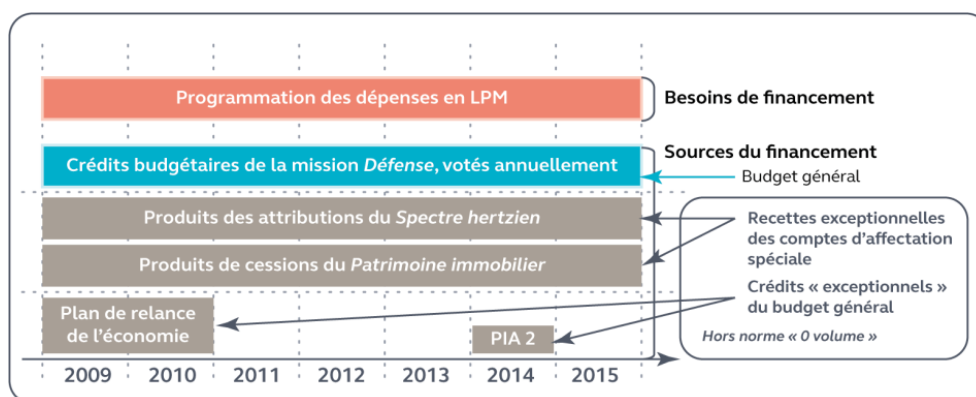 Programmation des dépenses en LPM
Besoins de financement
Crédits budgétaires de la mission Défense, votés annuellement
Sources du financement
Budget général
Produits des attributions du Spectre hertzien
Produits de cessions du Patrimoine immobilier
Recettes exceptionnelles
des comptes d’affectation
spéciale
Plan de relance
de l’économie
PIA 2
Crédits « exceptionnels »
du budget général
Hors norme « 0 volume »
2009 2010 2011 2012 2013 2014 2015